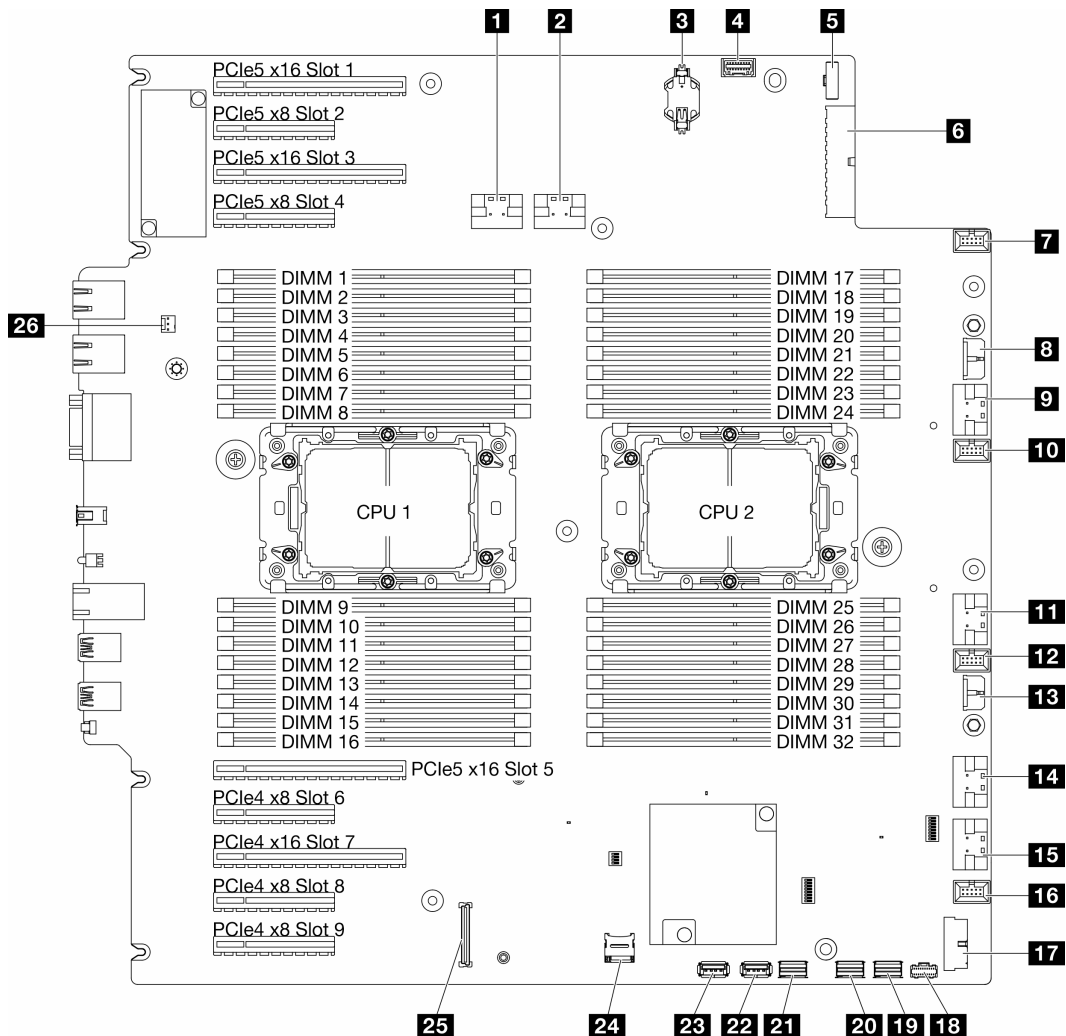 1 2 3 4 5
PCIe5 x16 Slot 1
PCIe5 x8 Slot 2
6
PCIe5 x16 Slot 3
PCIe5 x8 Slot 4
7
DIMM 1 DIMM 17
DIMM 2 DIMM 18
DIMM 3 DIMM 19
26
DIMM 4 DIMM 20
DIMM 5 DIMM 21
8
DIMM 6 DIMM 22
DIMM 7 DIMM 23
9
DIMM 8 DIMM 24
10
CPU 1 CPU 2
DIMM 9 DIMM 25
11
DIMM 10 DIMM 26
DIMM 11 DIMM 27
12
DIMM 12 DIMM 28
DIMM 13 DIMM 29
13
DIMM 14 DIMM 30
DIMM 15 DIMM 31
DIMM 16 DIMM 32
PCIe5 x16 Slot 5
14
PCIe4 x8 Slot 6
PCIe4 x16 Slot 7
15
PCIe4 x8 Slot 8
16
PCIe4 x8 Slot 9
17
25 24 23 22 21 20 19 18